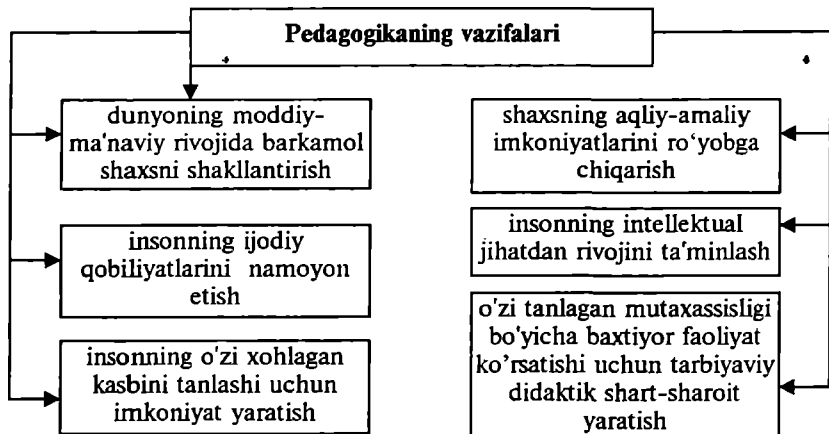 Pedagogikaning vazifalari
dunyoning moddiy-
ma'naviy rivojida barkamol
shaxsni shakllantirish
insonning ijodiy
qobiliyatlarini namoyon
etish
insonning o'zi xohlagan
kasbini tanlashi uchun
imkoniyat yaratish
shaxsning aqliy-amaliy
imkoniyatlarini ro‘yobga
chiqarish
insonning intellektual
jihatdan rivojini ta'minlash
o'zi tanlagan mutaxassisligi
bo'yicha baxtiyor faoliyat
ko’rsatishi uchun tarbiyaviy
didaktik shart-sharoit
yaratish